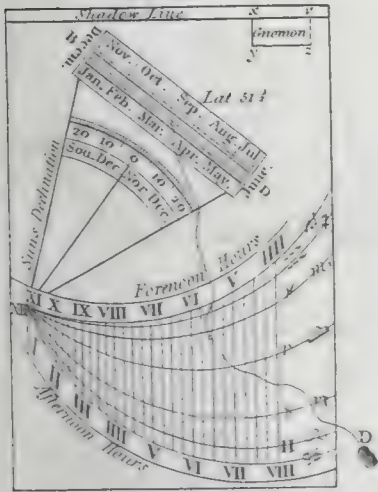 Shadow Line
Gnomon
Decem
B
Nov. Oct. Sep. Aug. Jul
Jan. Feb. Mar. Apr. May.
June
D
Lat 51½
20 10 0 10 20
Sou. Dec Nor Dec.
Suns Declination
Forenoon Hours
XII XI X IX VIII VII VI V IIII
I II III IIII V VI VII VIII
Afternoon Hours
G
H